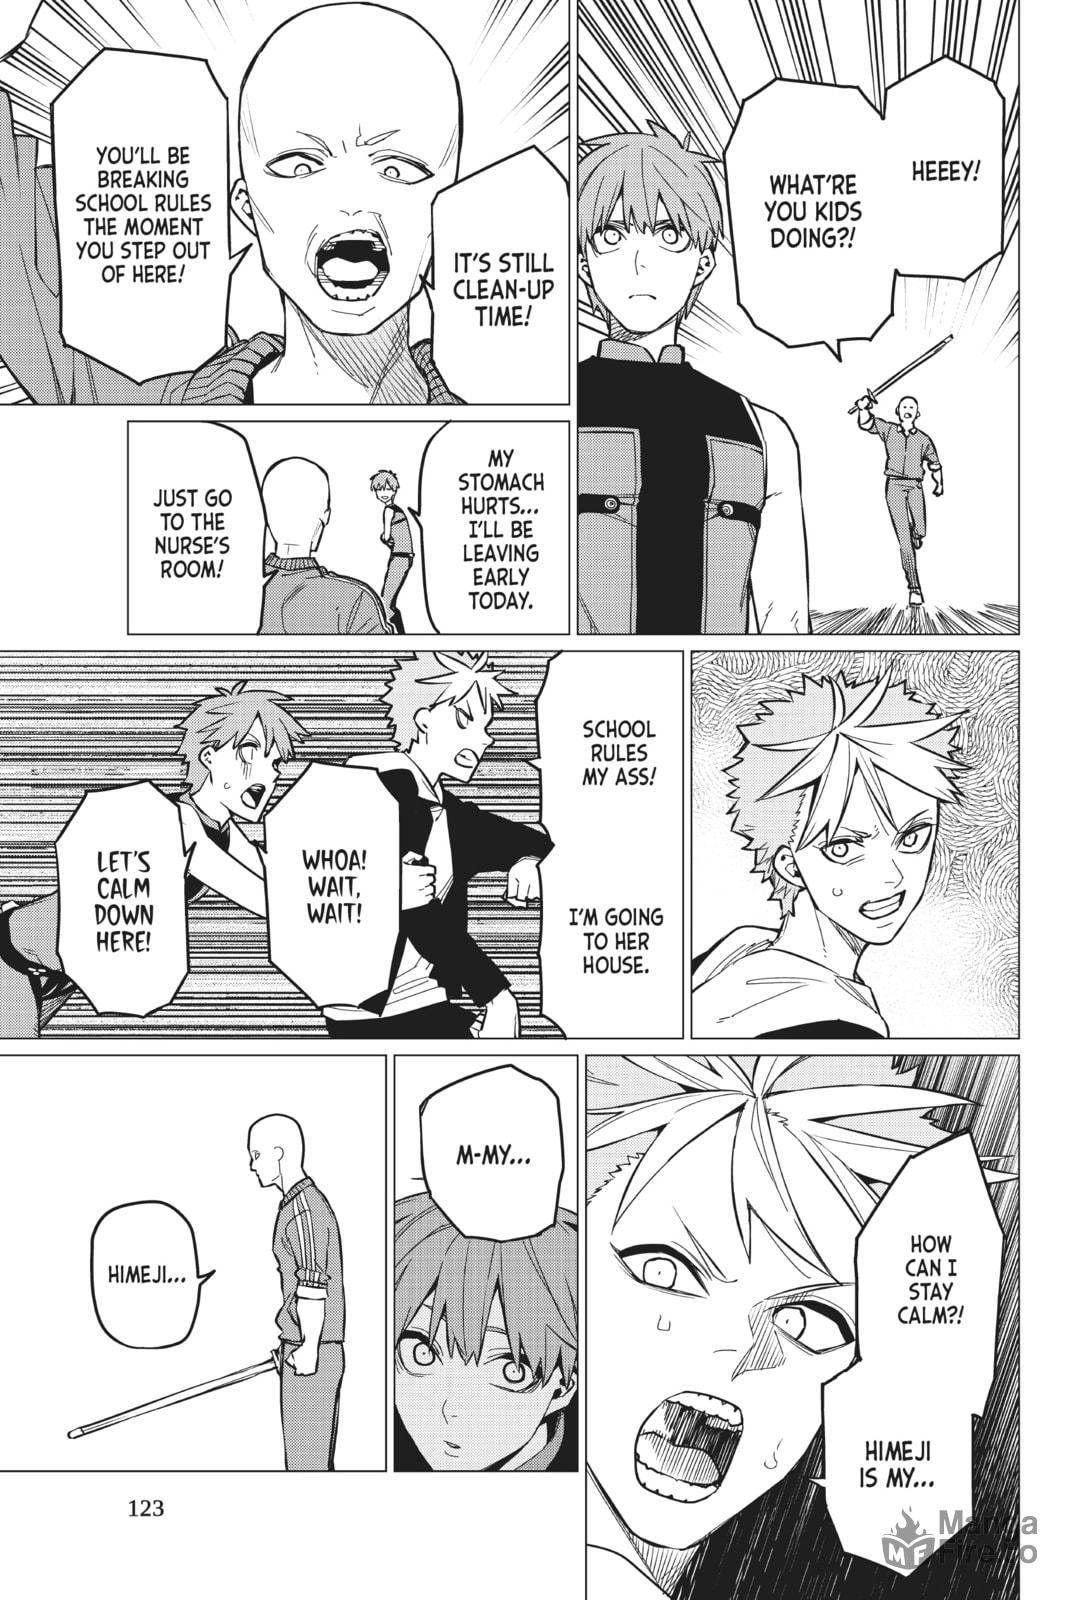 HEEEY!
WHAT'RE
YOU KIDS
DOING?!
IT'S STILL
CLEAN-UP
TIME!
YOU'LL BE
BREAKING
SCHOOL RULES
THE MOMENT
YOU STEP OUT
OF HERE!
MY
STOMACH
HURTS...
I'LL BE
LEAVING
EARLY
TODAY.
JUST GO
TO THE
NURSE'S
ROOM!
SCHOOL
RULES
MY ASS!
I'M GOING
TO HER
HOUSE.
WHOA!
WAIT,
WAIT!
LET'S
CALM
DOWN
HERE!
HOW
CAN I
STAY
CALM?!
HIMEJI
IS MY...
M-MY...
HIMEJI...
123
MF
Manga
Fire.to